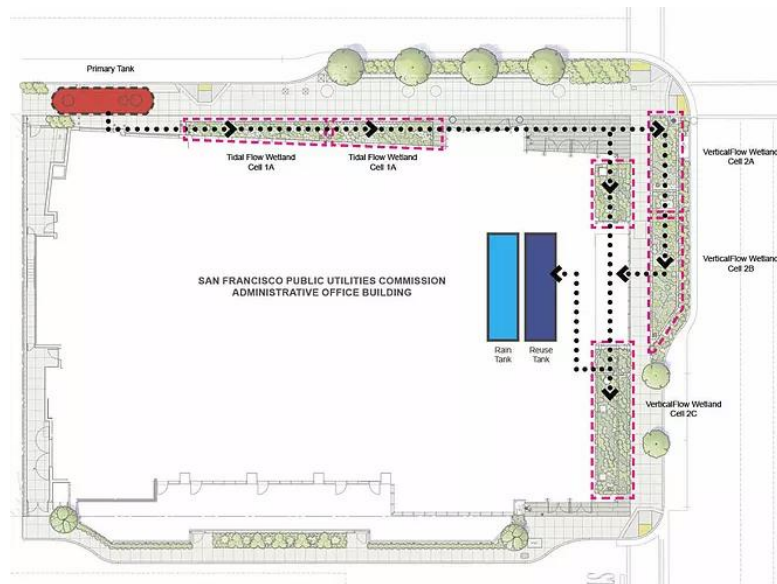 Primary Tank
Tidal Flow Wetland
Cell 1A
Tidal Flow Wetland
Cell 1A
VerticalFlow Wetland
Cell 2A
VerticalFlow Wetland
Cell 2B
SAN FRANCISCO PUBLIC UTILITIES COMMISSION
ADMINISTRATIVE OFFICE BUILDING
Rain
Tank
Reuse
Tank
VerticalFlow Wetland
Cell 2C